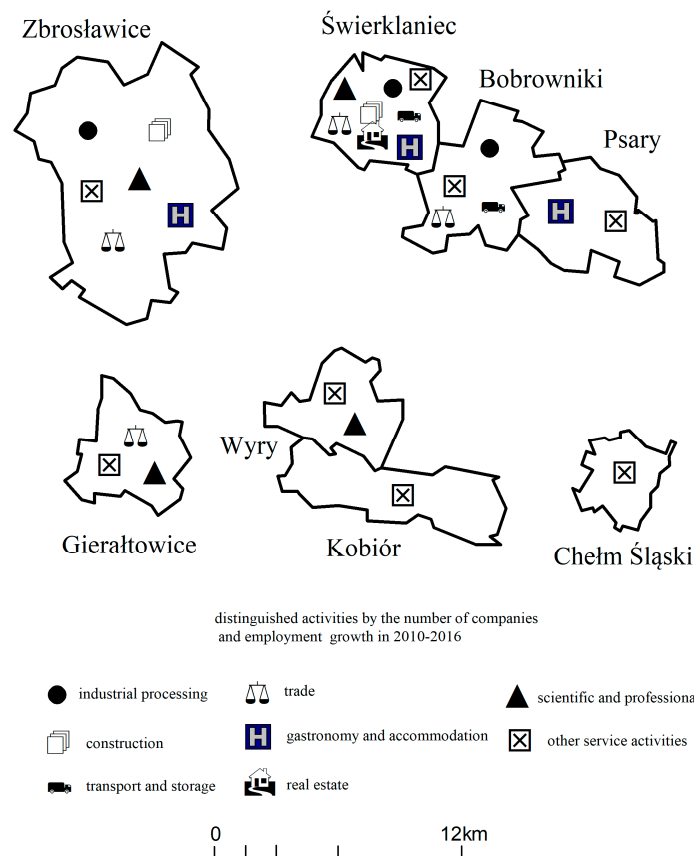 Zbrosławice
Świerklaniec
Bobrowniki
Psary
H
H
H
Wyry
Gierałtowice
Kobiór
Chełm Śląski
distinguished activities by the number of companies
and employment growth in 2010-2016
industrial processing
trade
scientific and professiona
construction
H
gastronomy and accommodation
other service activities
transport and storage
real estate
0
12km